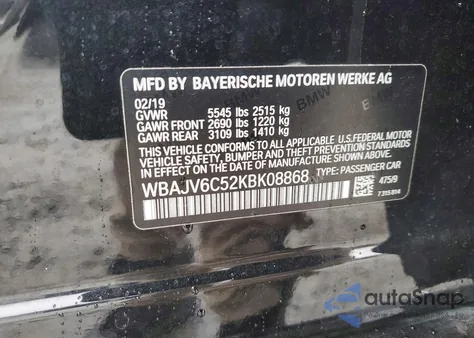 MFD BY BAYERISCHE MOTOREN WERKE AG
02/19
GVWR 5545 lbs 2515 kg
GAWR FRONT 2690 lbs 1220 kg
GAWR REAR 3109 lbs 1410 kg
THIS VEHICLE CONFORMS TO ALL APPLICABLE U.S. FEDERAL MOTOR
VEHICLE SAFETY, BUMPER AND THEFT PREVENTION STANDARDS
IN EFFECT ON THE DATE OF MANUFACTURE SHOWN ABOVE.
WBAJV6C52KBK08868 TYPE: PASSENGER CAR
475/9
7315814
BMW
autoSnap